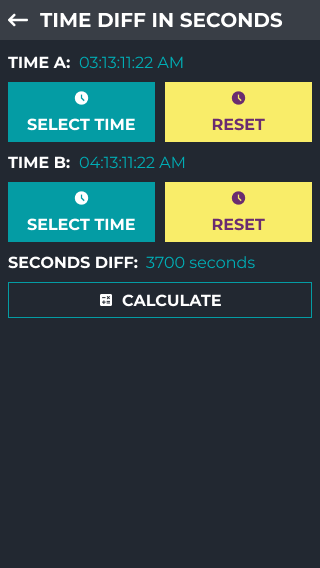 TIME DIFF IN SECONDS
TIME A: 03:13:11:22 AM
SELECT TIME
RESET
TIME B: 04:13:11:22 AM
SELECT TIME
RESET
SECONDS DIFF: 3700 seconds
CALCULATE